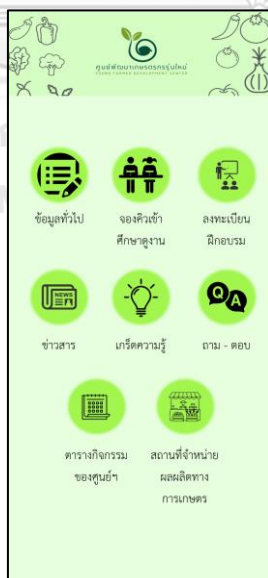 ศูนย์พัฒนาเกษตรกรรุ่นใหม่
YOUNG FARMER DEVELOPMENT CENTER
ข้อมูลทั่วไป
จองคิวเข้า
ศึกษาดูงาน
ลงทะเบียน
ฝึกอบรม
NEWS
Q
A
ข่าวสาร
เกร็ดความรู้
ถาม - ตอบ
ตารางกิจกรรม
ของศูนย์ฯ
สถานที่จำหน่าย
ผลผลิตทาง
การเกษตร